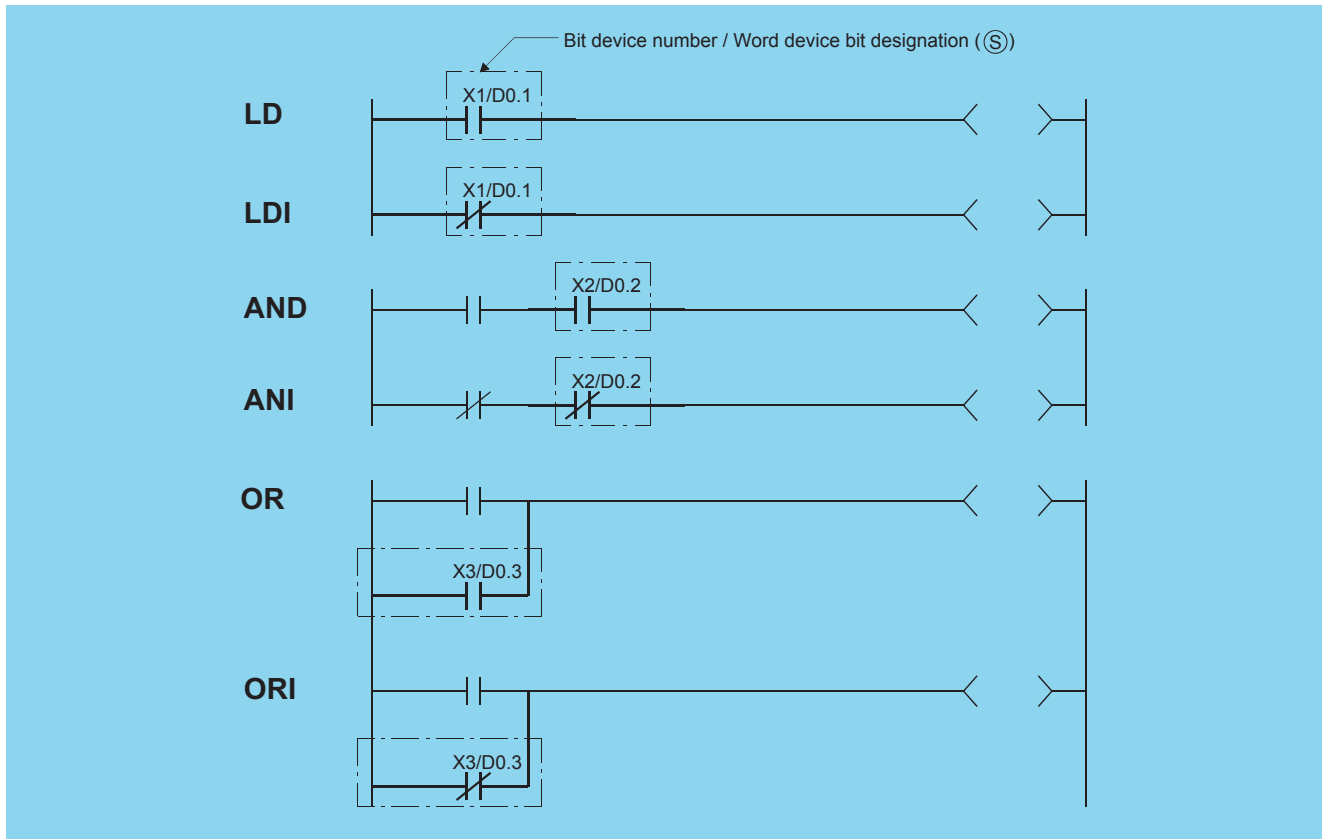 Bit device number / Word device bit designation (Ⓢ)
LD
X1/D0.1
LDI
X1/D0.1
AND
X2/D0.2
ANI
X2/D0.2
OR
X3/D0.3
ORI
X3/D0.3